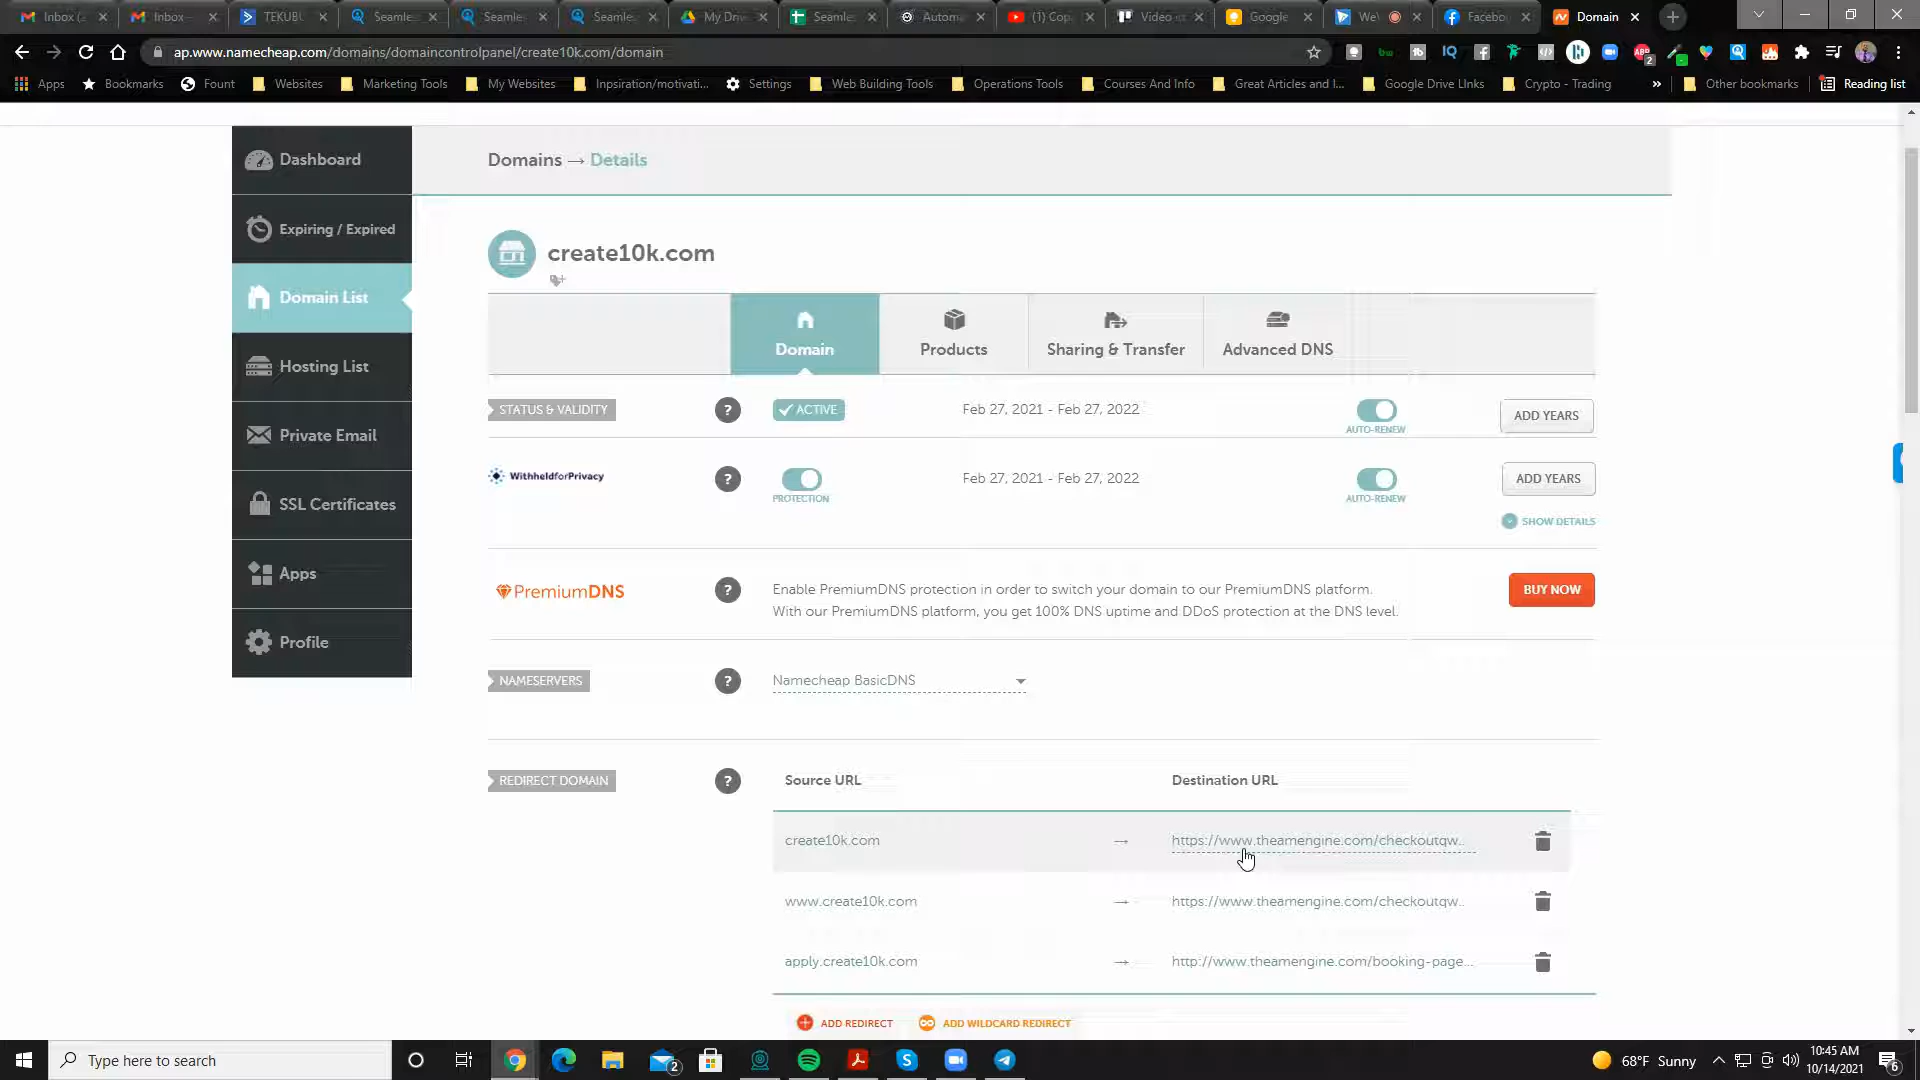 Inbox (
Inbox
TEKUBU
Seamle
Seamle
Seamle
My Driv
Seamle
Automa
(1) Cop
Video
Google
We
Facebo
Domain
ap.www.namecheap.com/domains/domaincontrolpanel/create10k.com/domain
Apps
Bookmarks
Fount
Websites
Marketing Tools
My Websites
Inpsiration/motivati...
Settings
Web Building Tools
Operations Tools
Courses And Info
Great Articles and I...
Google Drive LInks
Crypto - Trading
»
Other bookmarks
Reading list
Dashboard
Expiring / Expired
Domain List
Hosting List
Private Email
SSL Certificates
Apps
Profile
Domains → Details
create10k.com
Domain
Products
Sharing & Transfer
Advanced DNS
STATUS & VALIDITY
?
ACTIVE
Feb 27, 2021 - Feb 27, 2022
AUTO-RENEW
ADD YEARS
WithheldforPrivacy
?
PROTECTION
Feb 27, 2021 - Feb 27, 2022
AUTO-RENEW
ADD YEARS
SHOW DETAILS
PremiumDNS
?
Enable PremiumDNS protection in order to switch your domain to our PremiumDNS platform.
With our PremiumDNS platform, you get 100% DNS uptime and DDoS protection at the DNS level.
BUY NOW
NAMESERVERS
?
Namecheap BasicDNS
REDIRECT DOMAIN
?
Source URL
Destination URL
create10k.com → https://www.theamengine.com/checkoutqw...
www.create10k.com → https://www.theamengine.com/checkoutqw...
apply.create10k.com → http://www.theamengine.com/booking-page...
ADD REDIRECT
ADD WILDCARD REDIRECT
Type here to search
2
68°F Sunny
10:45 AM
10/14/2021
6